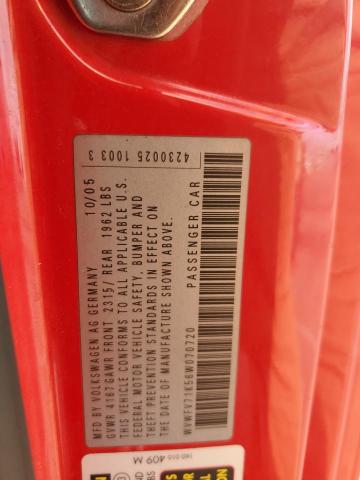 4230025 1003 3
MFD BY VOLKSWAGEN AG GERMANY 10/05
GVWR 4167 GAWR FRONT 2315/ REAR 1962 LBS
THIS VEHICLE CONFORMS TO ALL APPLICABLE U.S.
FEDERAL MOTOR VEHICLE SAFETY, BUMPER AND
THEFT PREVENTION STANDARDS IN EFFECT ON
THE DATE OF MANUFACTURE SHOWN ABOVE.
WVWFV71K56W070720
PASSENGER CAR
1K0 010 409 M